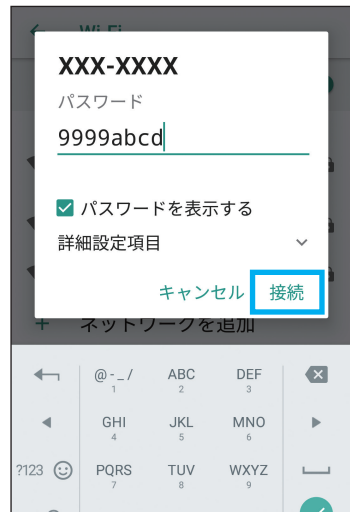 Wi-Fi
XXX-XXXX
パスワード
9999abcd
パスワードを表示する
詳細設定項目
キャンセル 接続
ネットワークを追加
@-_/ ABC DEF
1 2 3
GHI JKL MNO
4 5 6
?123 PQRS TUV WXYZ
7 8 9